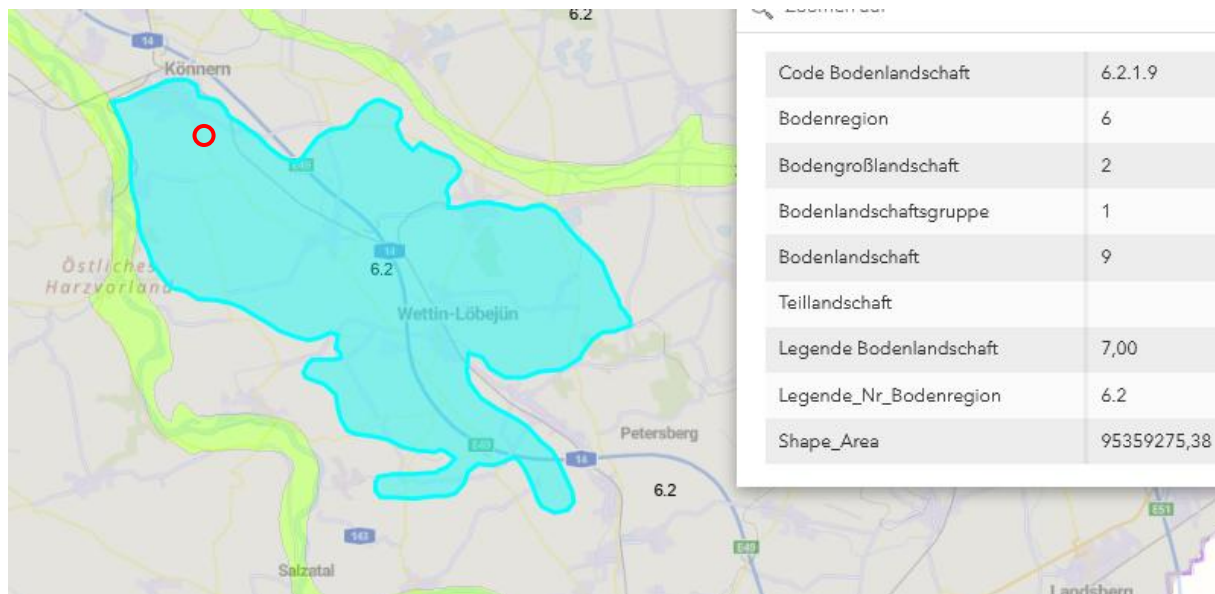 6.2
14
Könnern
E49
Östliches
Harzvorland
14
6.2
Wettin-Löbejün
Petersberg
E49
14
6.2
143
Salzatal
E49
E51
Landsberg
Zoomen auf
Code Bodenlandschaft 6.2.1.9
Bodenregion 6
Bodengroßlandschaft 2
Bodenlandschaftsgruppe 1
Bodenlandschaft 9
Teillandschaft
Legende Bodenlandschaft 7,00
Legende_Nr_Bodenregion 6.2
Shape_Area 95359275,38